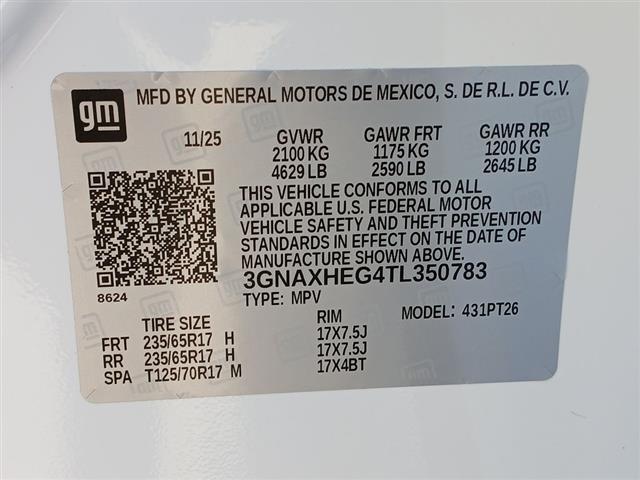 gm MFD BY GENERAL MOTORS DE MEXICO, S. DE R.L. DE C.V.
11/25 GVWR GAWR FRT GAWR RR
2100 KG 1175 KG 1200 KG
4629 LB 2590 LB 2645 LB
THIS VEHICLE CONFORMS TO ALL
APPLICABLE U.S. FEDERAL MOTOR
VEHICLE SAFETY AND THEFT PREVENTION
STANDARDS IN EFFECT ON THE DATE
OF MANUFACTURE SHOWN ABOVE.
8624 3GNAXHEG4TL350783
TYPE: MPV MODEL: 431PT26
TIRE SIZE RIM
FRT 235/65R17 H 17X7.5J
RR 235/65R17 H 17X7.5J
SPA T125/70R17 M 17X4BT